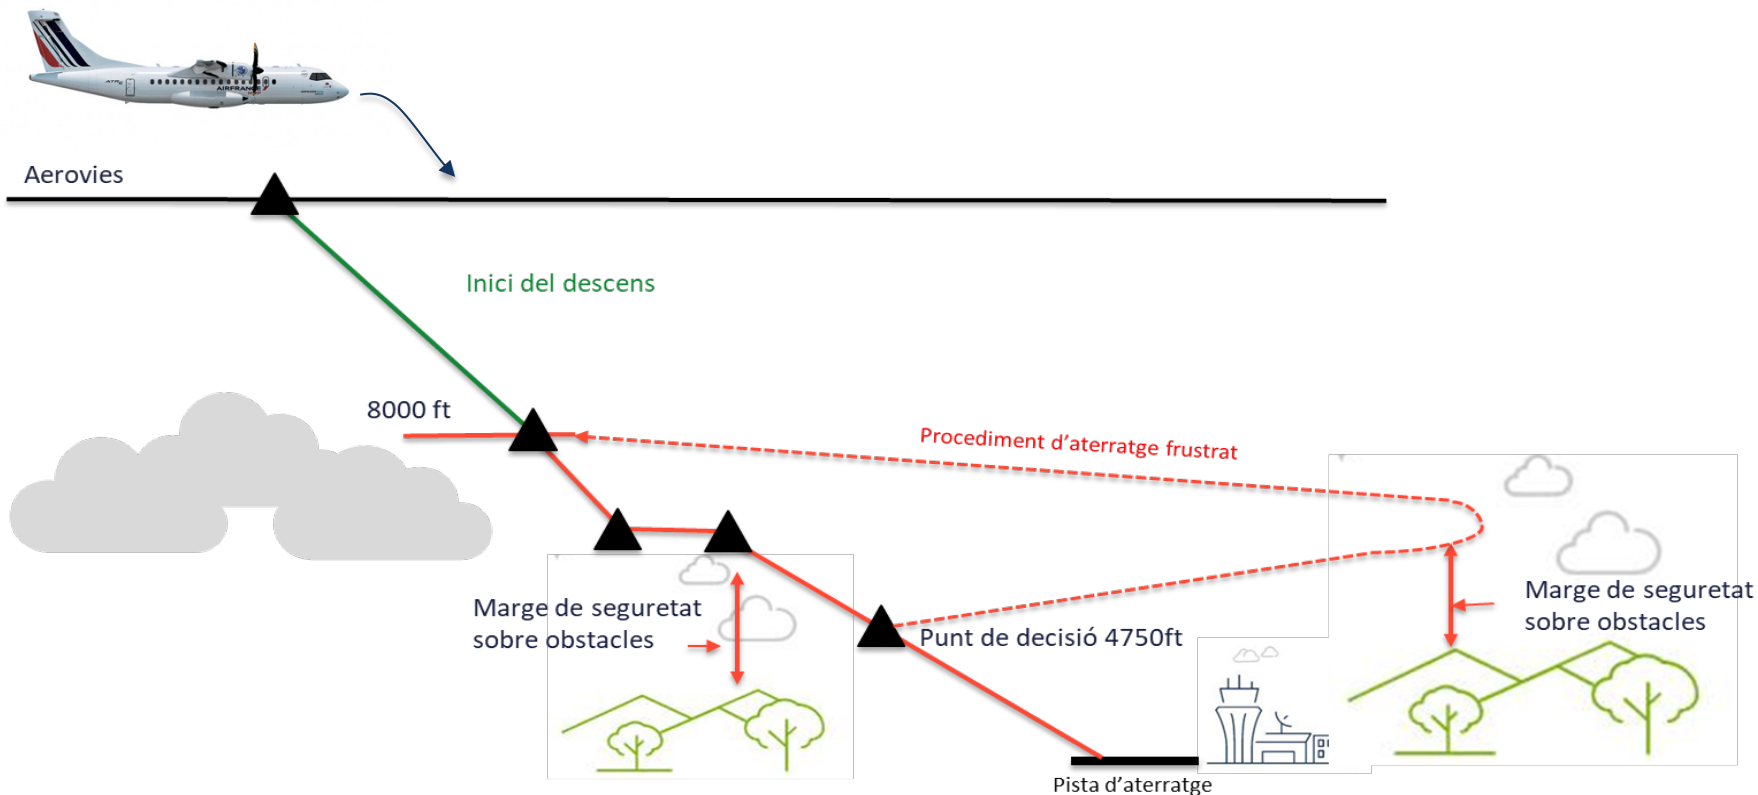 AIRFRANCE
Aerovies
Inici del descens
8000 ft
Procediment d’aterratge frustrat
Marge de seguretat
sobre obstacles
Marge de seguretat
sobre obstacles
Punt de decisió 4750ft
Pista d’aterratge